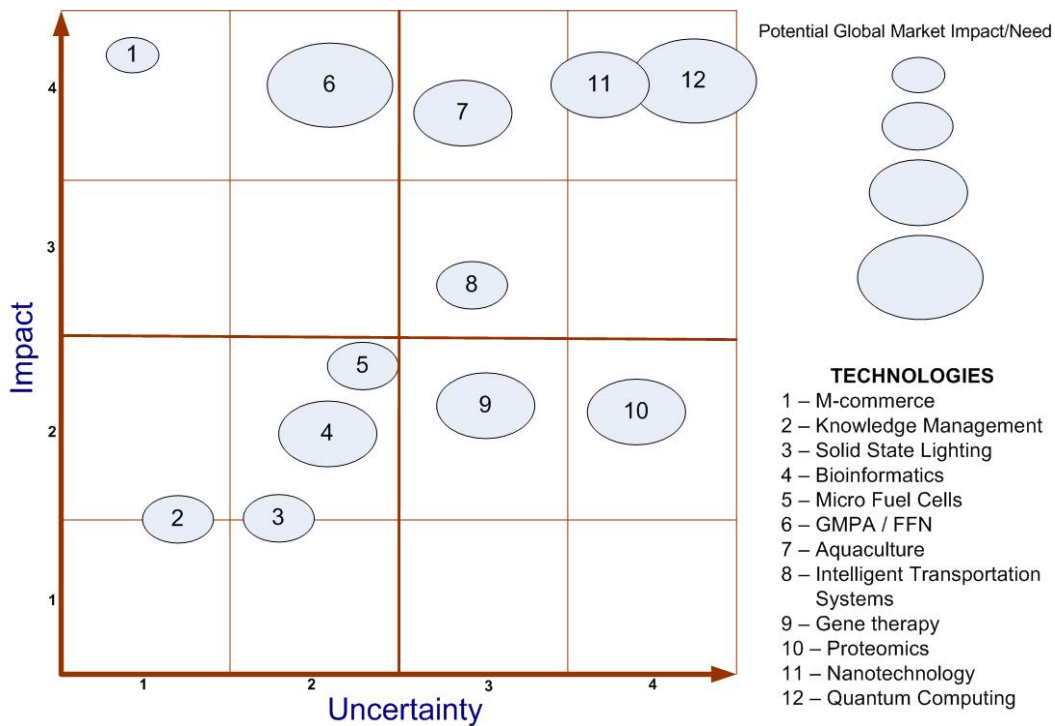 Potential Global Market Impact/Need
1
6
7
11
12
4
3
8
5
9
10
4
2
2
3
1
Impact
1
2
3
4
Uncertainty
TECHNOLOGIES
1 – M-commerce
2 – Knowledge Management
3 – Solid State Lighting
4 – Bioinformatics
5 – Micro Fuel Cells
6 – GMPA / FFN
7 – Aquaculture
8 – Intelligent Transportation
Systems
9 – Gene therapy
10 – Proteomics
11 – Nanotechnology
12 – Quantum Computing